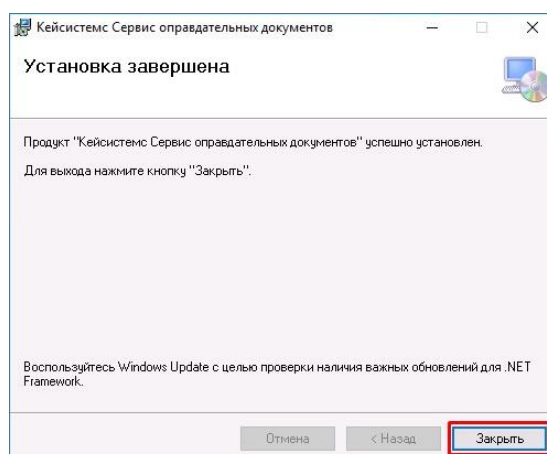 Кейсистемс Сервис оправдательных документов
Установка завершена
Продукт "Кейсистемс Сервис оправдательных документов" успешно установлен.
Для выхода нажмите кнопку "Закрыть".
Воспользуйтесь Windows Update с целью проверки наличия важных обновлений для .NET
Framework.
Отмена < Назад Закрыть